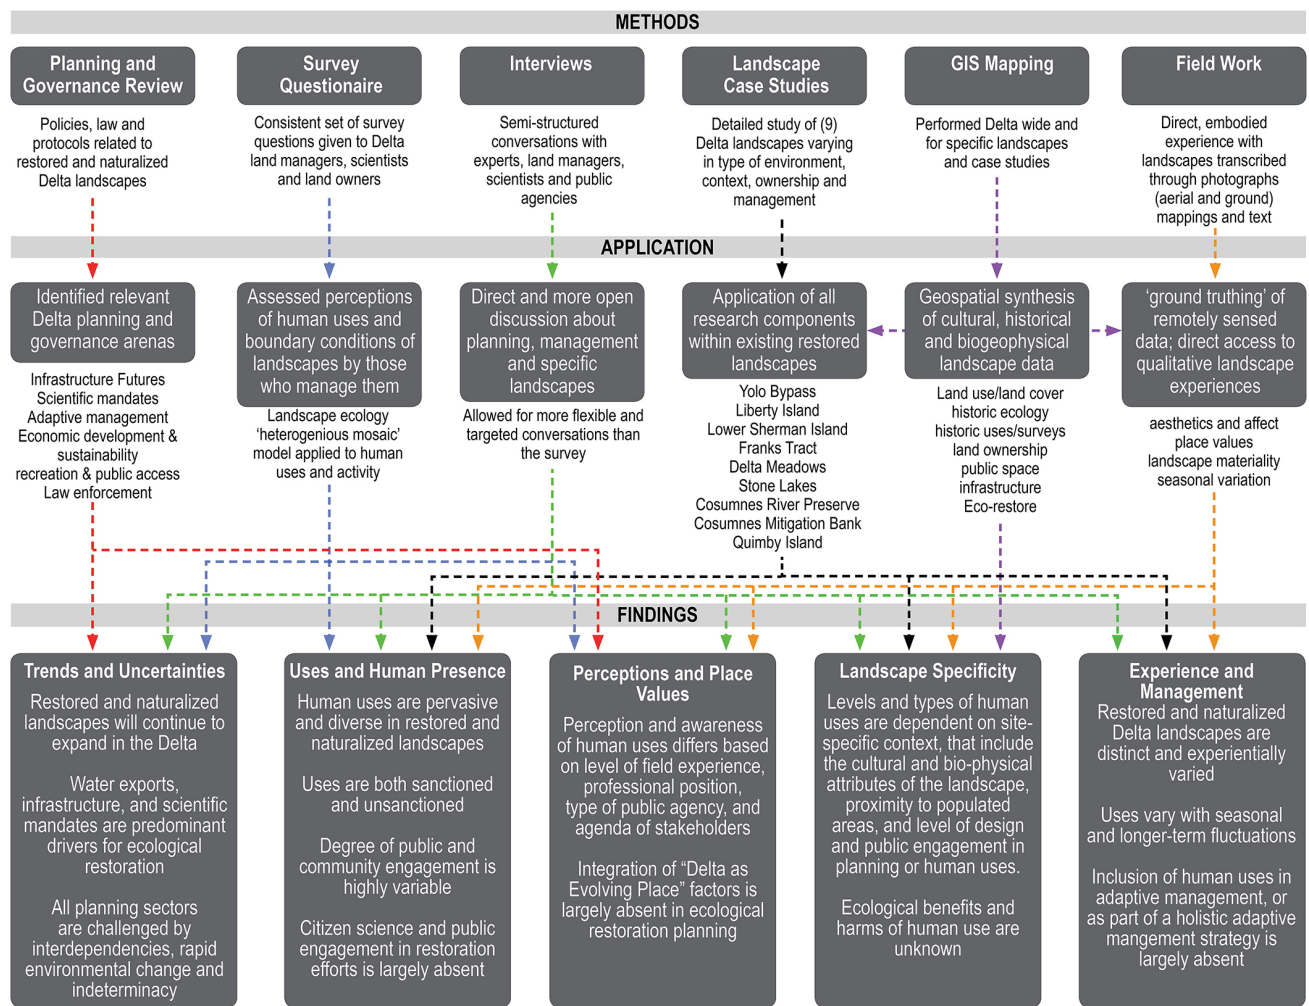 METHODS
Planning and
Governance Review
Survey
Questionaire
Interviews
Landscape
Case Studies
GIS Mapping
Field Work
Policies, law and
protocols related to
restored and naturalized
Delta landscapes
Consistent set of survey
questions given to Delta
land managers, scientists
and land owners
Semi-structured
conversations with
experts, land managers,
scientists and public
agencies
Detailed study of (9)
Delta landscapes varying
in type of environment,
context, ownership and
management
Performed Delta wide and
for specific landscapes
and case studies
Direct, embodied
experience with
landscapes transcribed
through photographs
(aerial and ground)
mappings and text
APPLICATION
Identified relevant
Delta planning and
governance arenas
Assessed perceptions
of human uses and
boundary conditions of
landscapes by those
who manage them
Direct and more open
discussion about
planning, management
and specific
landscapes
Application of all
research components
within existing restored
landscapes
Geospatial synthesis
of cultural, historical
and biogeophysical
landscape data
‘ground truthing’ of
remotely sensed
data; direct access to
qualitative landscape
experiences
Infrastructure Futures
Scientific mandates
Adaptive management
Economic development &
sustainability
recreation & public access
Law enforcement
Landscape ecology
‘heterogenious mosaic’
model applied to human
uses and activity
Allowed for more flexible and
targeted conversations than
the survey
Yolo Bypass
Liberty Island
Lower Sherman Island
Franks Tract
Delta Meadows
Stone Lakes
Cosumnes River Preserve
Cosumnes Mitigation Bank
Quimby Island
Land use/land cover
historic ecology
historic uses/surveys
land ownership
public space
infrastructure
Eco-restore
aesthetics and affect
place values
landscape materiality
seasonal variation
FINDINGS
Trends and Uncertainties
Restored and naturalized
landscapes will continue to
expand in the Delta
Water exports,
infrastructure, and scientific
mandates are predominant
drivers for ecological
restoration
All planning sectors
are challenged by
interdependencies, rapid
environmental change and
indeterminacy
Uses and Human Presence
Human uses are pervasive
and diverse in restored and
naturalized landscapes
Uses are both sanctioned
and unsanctioned
Degree of public and
community engagement is
highly variable
Citizen science and public
engagement in restoration
efforts is largely absent
Perceptions and Place
Values
Perception and awareness
of human uses differs based
on level of field experience,
professional position,
type of public agency, and
agenda of stakeholders
Integration of “Delta as
Evolving Place” factors is
largely absent in ecological
restoration planning
Landscape Specificity
Levels and types of human
uses are dependent on site-
specific context, that include
the cultural and bio-physical
attributes of the landscape,
proximity to populated
areas, and level of design
and public engagement in
planning or human uses.
Ecological benefits and
harms of human use are
unknown
Experience and
Management
Restored and naturalized
Delta landscapes are
distinct and experientially
varied
Uses vary with seasonal
and longer-term fluctuations
Inclusion of human uses in
adaptive management, or
as part of a holistic adaptive
mangement strategy is
largely absent